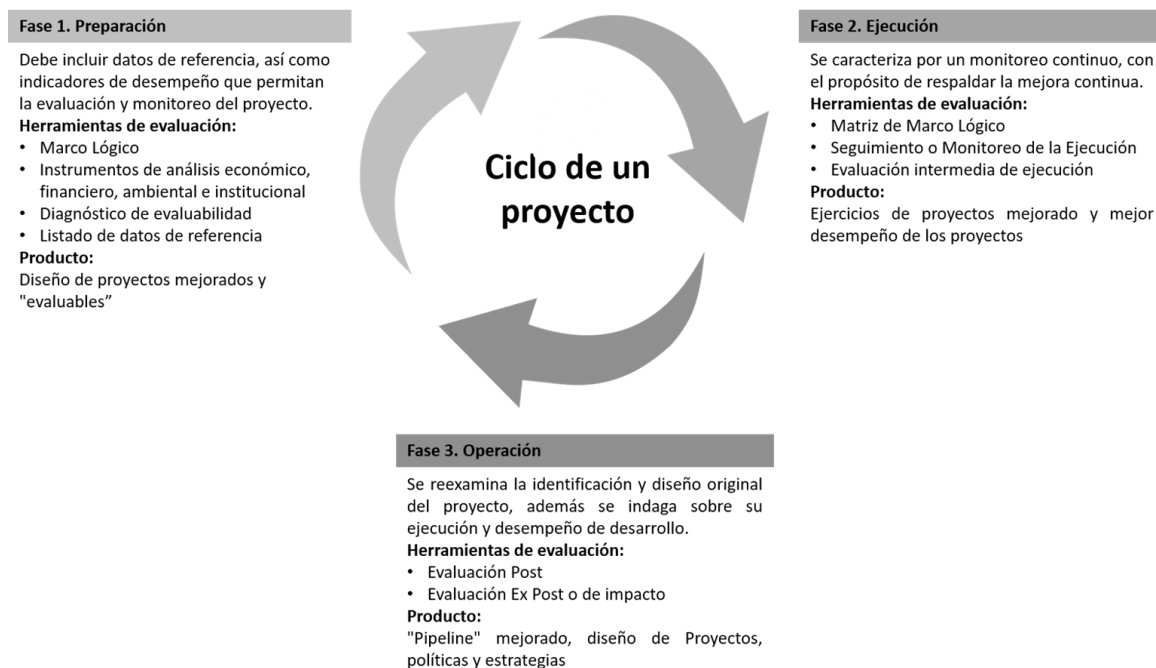 Fase 1. Preparación
Debe incluir datos de referencia, así como
indicadores de desempeño que permitan
la evaluación y monitoreo del proyecto.
Herramientas de evaluación:
• Marco Lógico
• Instrumentos de análisis económico,
financiero, ambiental e institucional
• Diagnóstico de evaluabilidad
• Listado de datos de referencia
Producto:
Diseño de proyectos mejorados y
"evaluables”
Ciclo de un
proyecto
Fase 2. Ejecución
Se caracteriza por un monitoreo continuo, con
el propósito de respaldar la mejora continua.
Herramientas de evaluación:
• Matriz de Marco Lógico
• Seguimiento o Monitoreo de la Ejecución
• Evaluación intermedia de ejecución
Producto:
Ejercicios de proyectos mejorado y mejor
desempeño de los proyectos
Fase 3. Operación
Se reexamina la identificación y diseño original
del proyecto, además se indaga sobre su
ejecución y desempeño de desarrollo.
Herramientas de evaluación:
• Evaluación Post
• Evaluación Ex Post o de impacto
Producto:
"Pipeline" mejorado, diseño de Proyectos,
políticas y estrategias